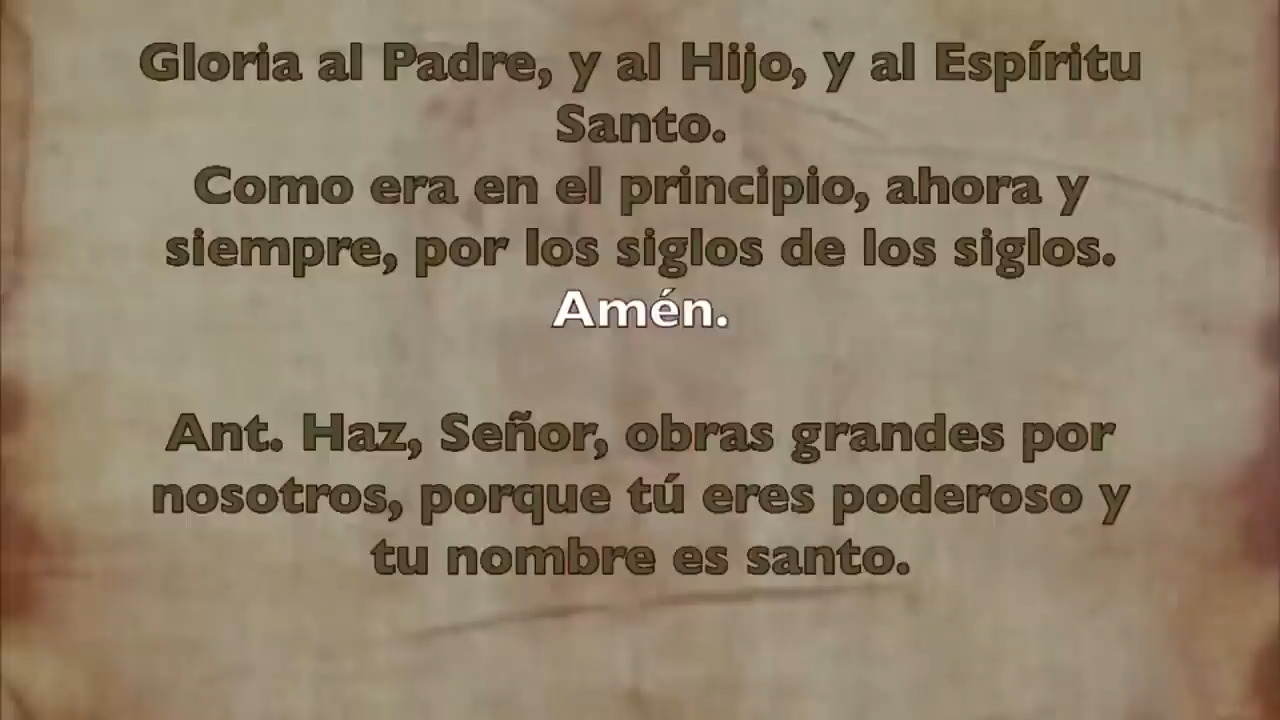 Gloria al Padre, y al Hijo, y al Espíritu
Santo.
Como era en el principio, ahora y
siempre, por los siglos de los siglos.
Amén.
Ant. Haz, Señor, obras grandes por
nosotros, porque tú eres poderoso y
tu nombre es santo.